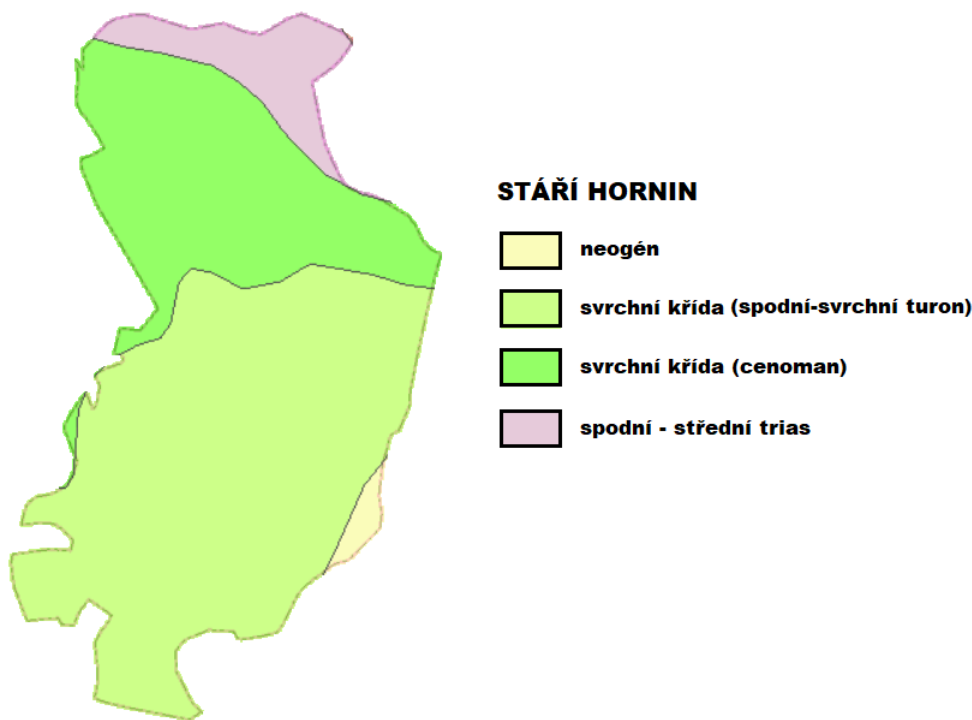 STÁŘÍ HORNIN
neogén
svrchní křída (spodní-svrchní turon)
svrchní křída (cenoman)
spodní - střední trias